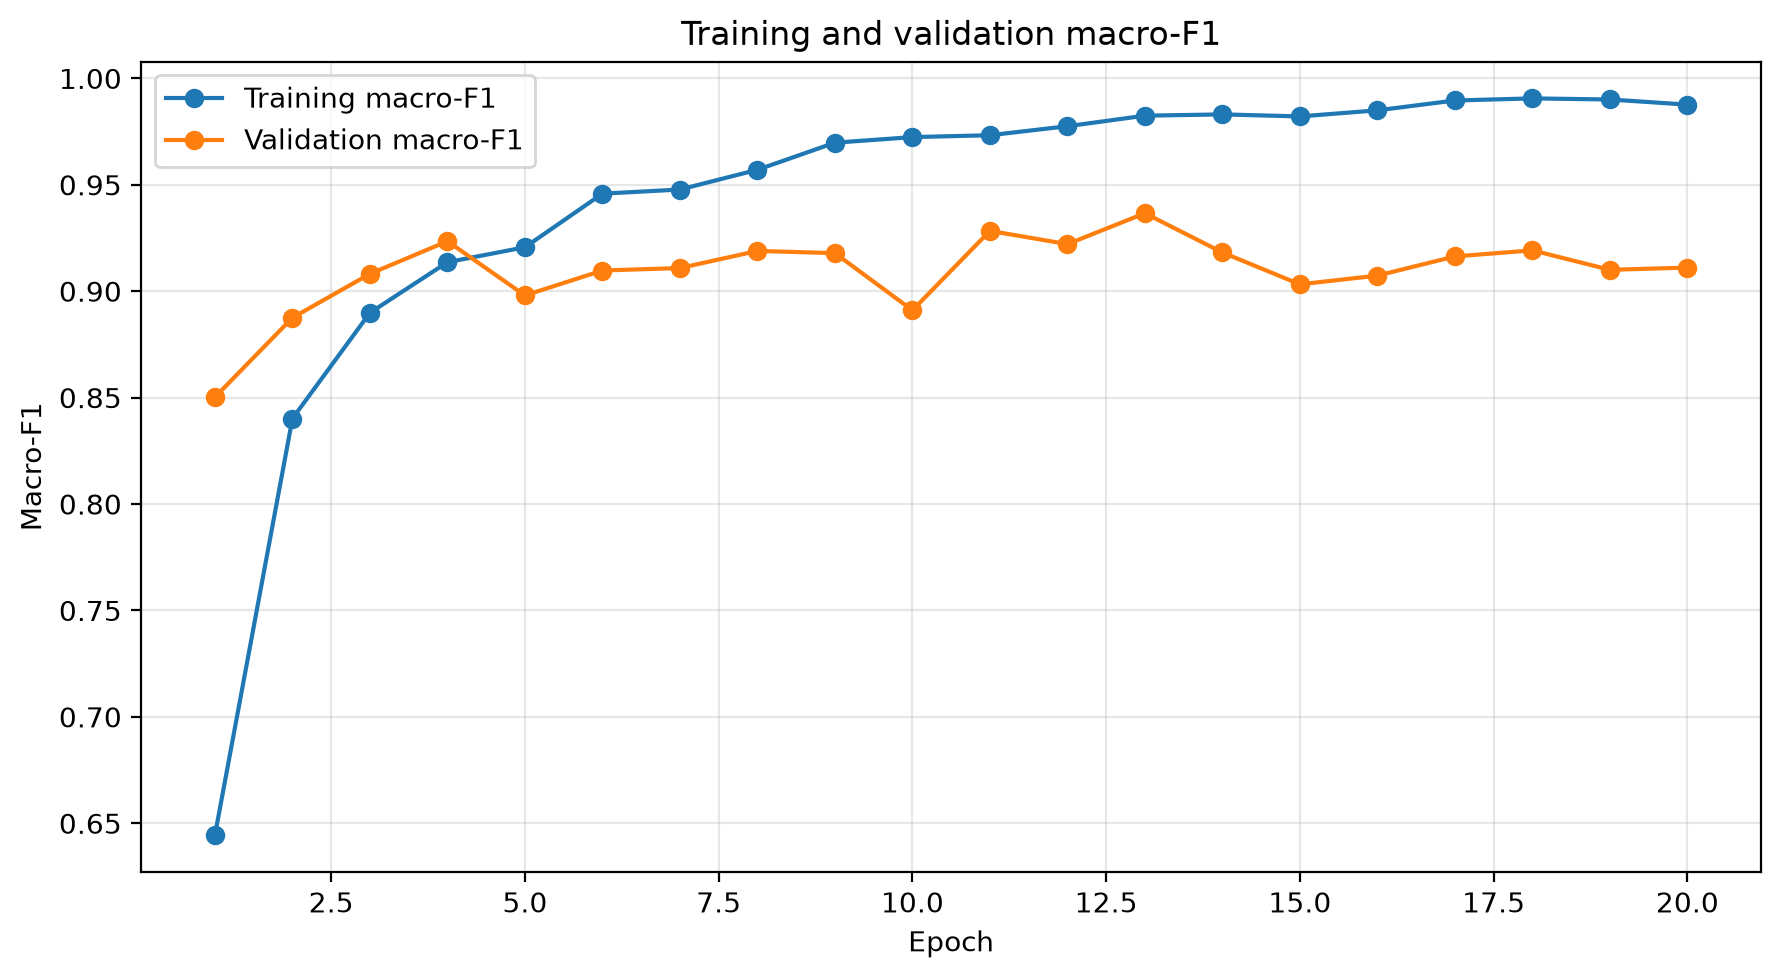 Training and validation macro-F1
Training macro-F1
Validation macro-F1
Macro-F1
1.00
0.95
0.90
0.85
0.80
0.75
0.70
0.65
2.5 5.0 7.5 10.0 12.5 15.0 17.5 20.0
Epoch